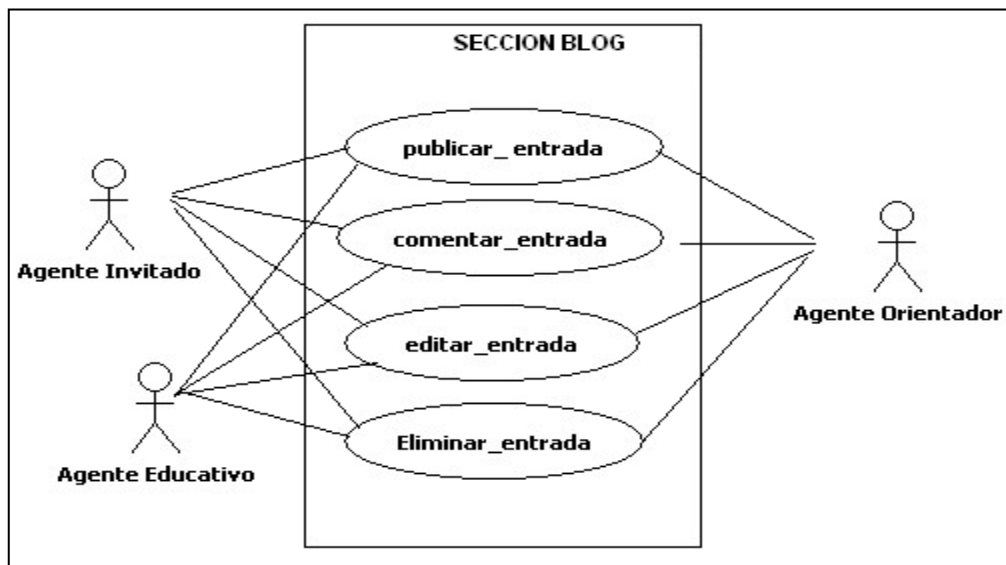 SECCION BLOG
publicar_ entrada
comentar_entrada
Agente Invitado
Agente Orientador
editar_entrada
Eliminar_entrada
Agente Educativo